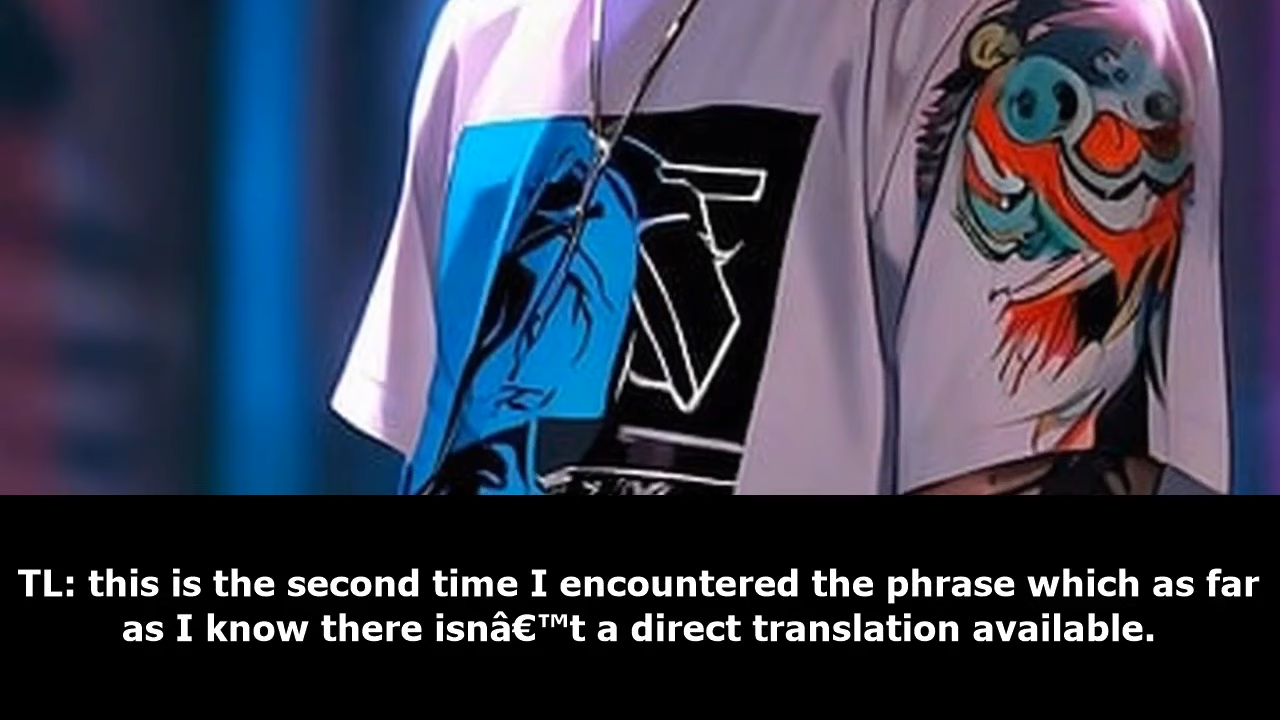 TL: this is the second time I encountered the phrase which as far
as I know there isnâ€™t a direct translation available.